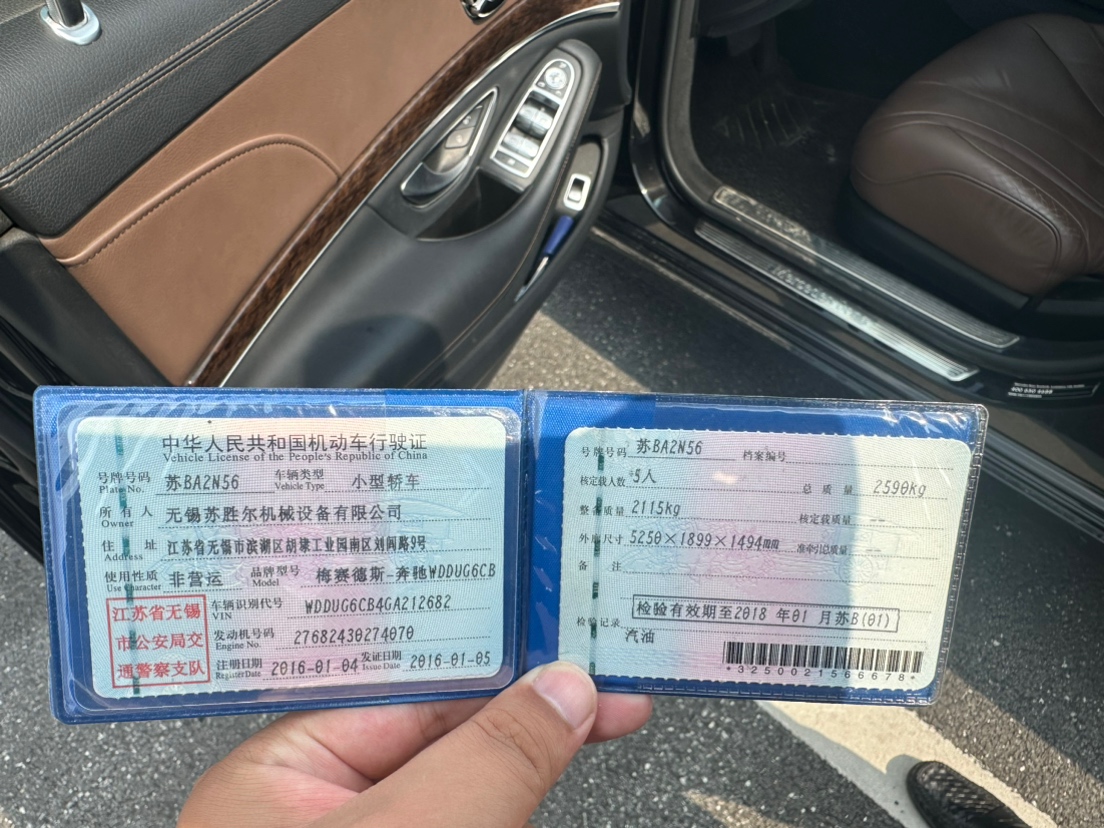 中华人民共和国机动车行驶证
Vehicle License of the People's Republic of China
号牌号码 苏BA2N56 车辆类型 小型轿车
Plate No. Vehicle Type
所有人 无锡苏胜尔机械设备有限公司
Owner
住址 江苏省无锡市滨湖区胡埭工业园南区刘闾路9号
Address
使用性质 非营运 品牌型号 梅赛德斯-奔驰WDDUG6CB
Use Character Model
江苏省无锡
市公安局交
通警察支队
车辆识别代号 WDDUG6CB4GA212682
VIN
发动机号码 27682430274070
Engine No.
注册日期 2016-01-04 发证日期 2016-01-05
Register Date Issue Date
号牌号码 苏BA2N56 档案编号
核定载人数 5人 总质量 2590kg
整备质量 2115kg 核定载质量 --
外廓尺寸 5250×1899×1494mm 准牵引总质量 --
备注
检验记录 检验有效期至2018年01月苏B(01)
汽油
*3250021566678*
Mercedes-Benz